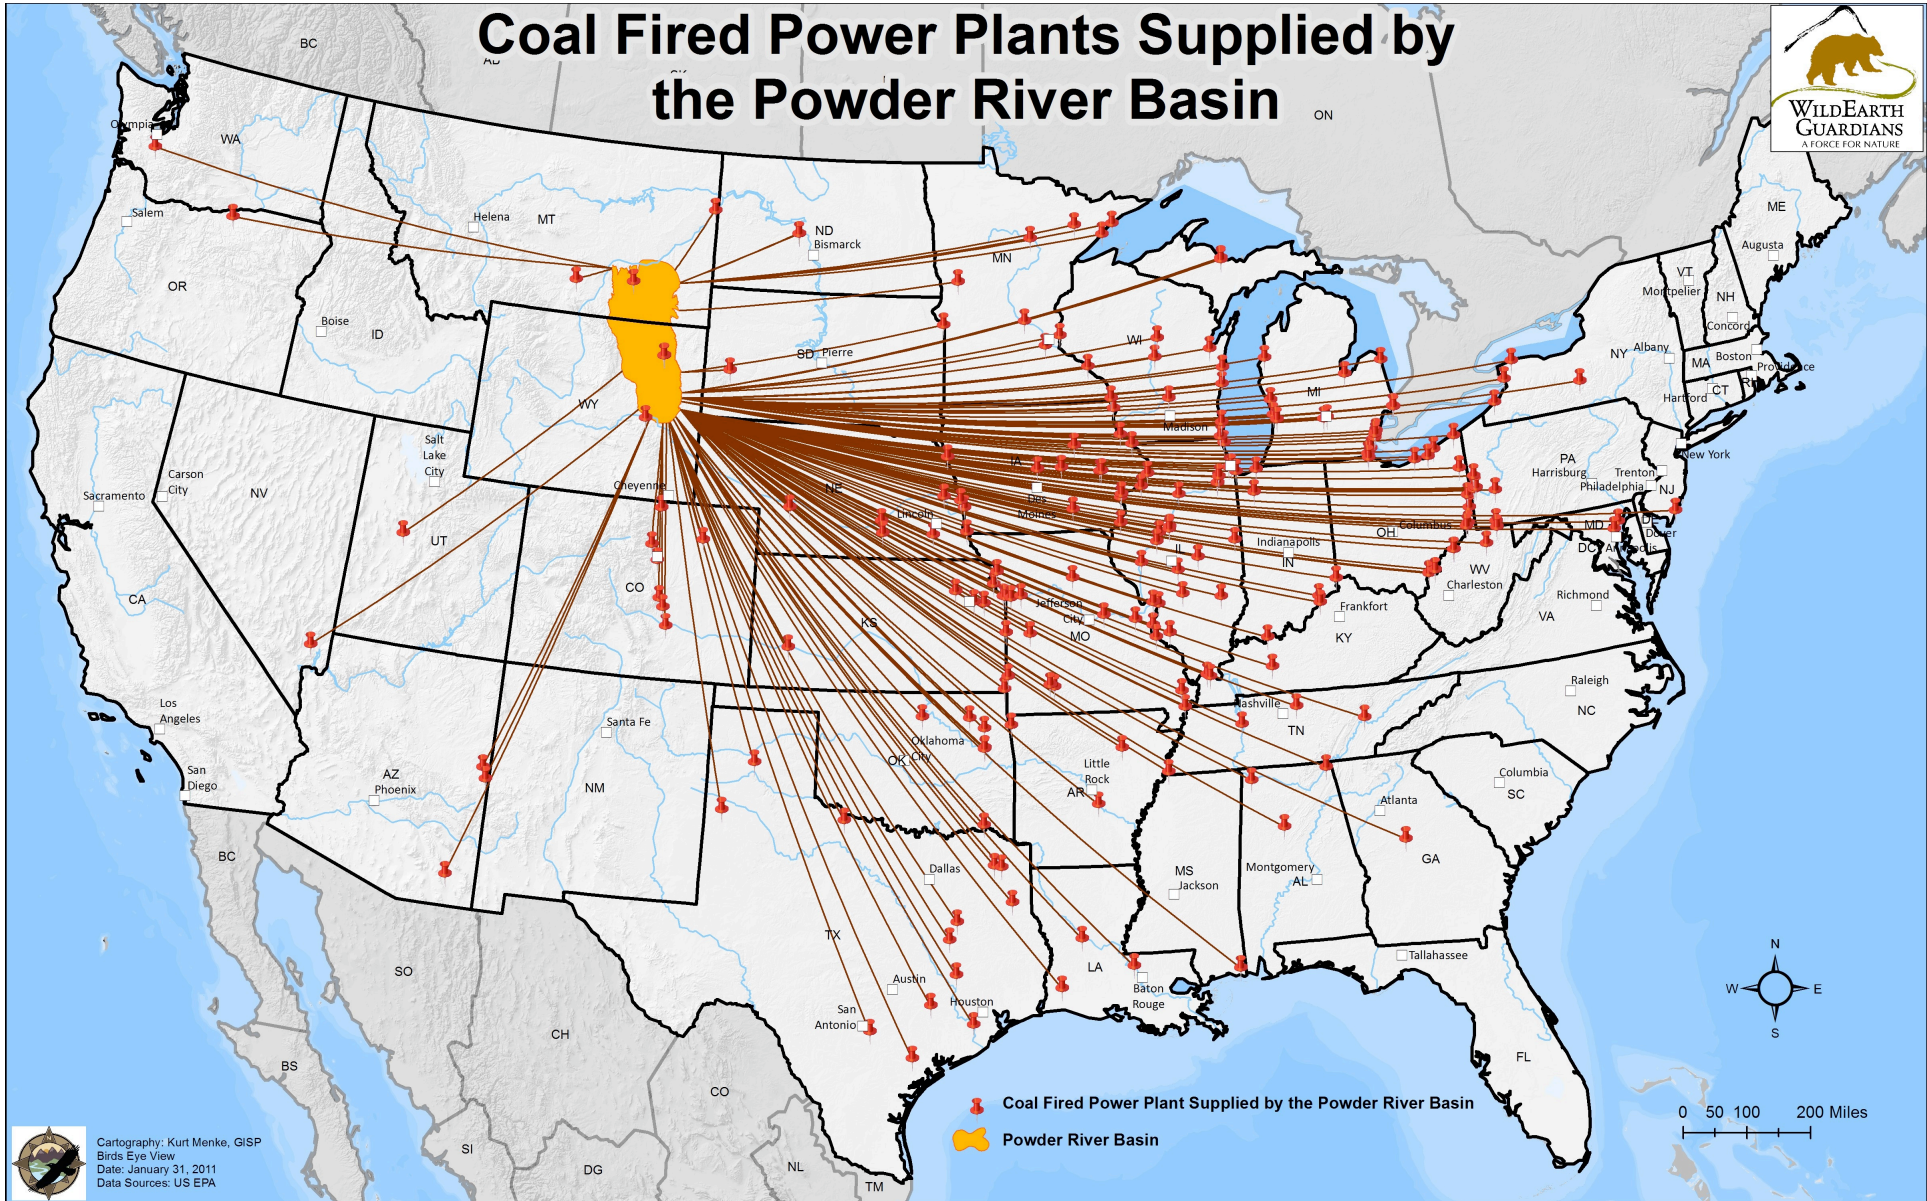 Coal Fired Power Plants Supplied by
the Powder River Basin
WILDEARTH
GUARDIANS
A FORCE FOR NATURE
BC
ON
Olympia
WA
Salem
OR
Helena
MT
ND
Bismarck
MN
ME
Augusta
VT
Montpelier
NH
Concord
Boise
ID
SD
Pierre
WI
MI
NY
Albany
MA
Boston
Providence
RI
CT
Hartford
WY
Madison
Salt
Lake
City
Carson
City
NV
Sacramento
Cheyenne
NE
Lincoln
IA
Des
Moines
PA
Harrisburg
Trenton
New York
Philadelphia
NJ
UT
CO
IL
Indianapolis
IN
OH
Columbus
MD
DE
Dover
DC
Annapolis
WV
Charleston
Richmond
VA
CA
KS
Jefferson
City
MO
Frankfort
KY
Los
Angeles
San
Diego
Santa Fe
NM
AZ
Phoenix
Oklahoma
City
OK
Little
Rock
AR
Nashville
TN
Raleigh
NC
Columbia
SC
Atlanta
GA
BC
Dallas
TX
MS
Jackson
Montgomery
AL
LA
Baton
Rouge
Tallahassee
FL
Austin
San
Antonio
Houston
SO
CH
BS
CO
SI
DG
NL
TM
N
W
E
S
Coal Fired Power Plant Supplied by the Powder River Basin
Powder River Basin
0 50 100 200 Miles
Cartography: Kurt Menke, GISP
Birds Eye View
Date: January 31, 2011
Data Sources: US EPA